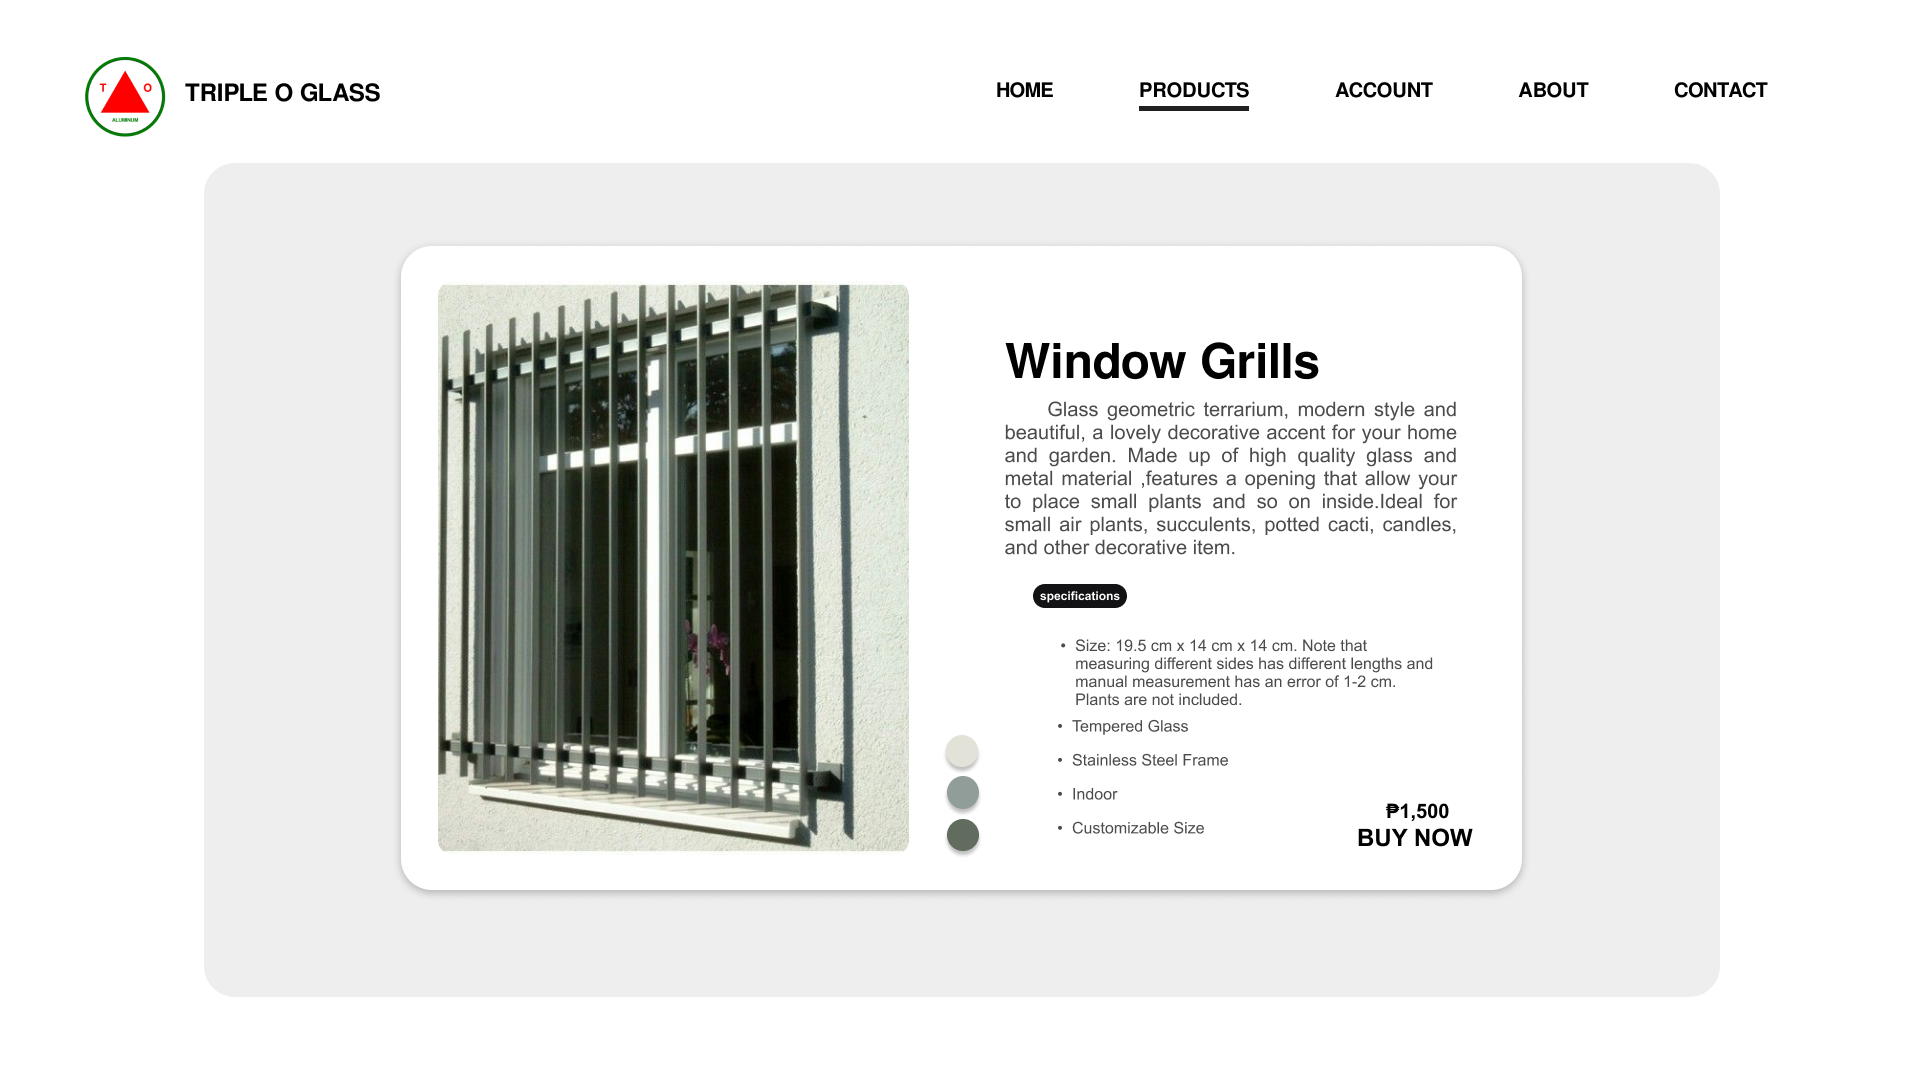 T O
ALUMINUM
TRIPLE O GLASS
HOME
PRODUCTS
ACCOUNT
ABOUT
CONTACT
Window Grills
Glass geometric terrarium, modern style and
beautiful, a lovely decorative accent for your home
and garden. Made up of high quality glass and
metal material ,features a opening that allow your
to place small plants and so on inside.Ideal for
small air plants, succulents, potted cacti, candles,
and other decorative item.
specifications
• Size: 19.5 cm x 14 cm x 14 cm. Note that
measuring different sides has different lengths and
manual measurement has an error of 1-2 cm.
Plants are not included.
• Tempered Glass
• Stainless Steel Frame
• Indoor
• Customizable Size
₱1,500
BUY NOW